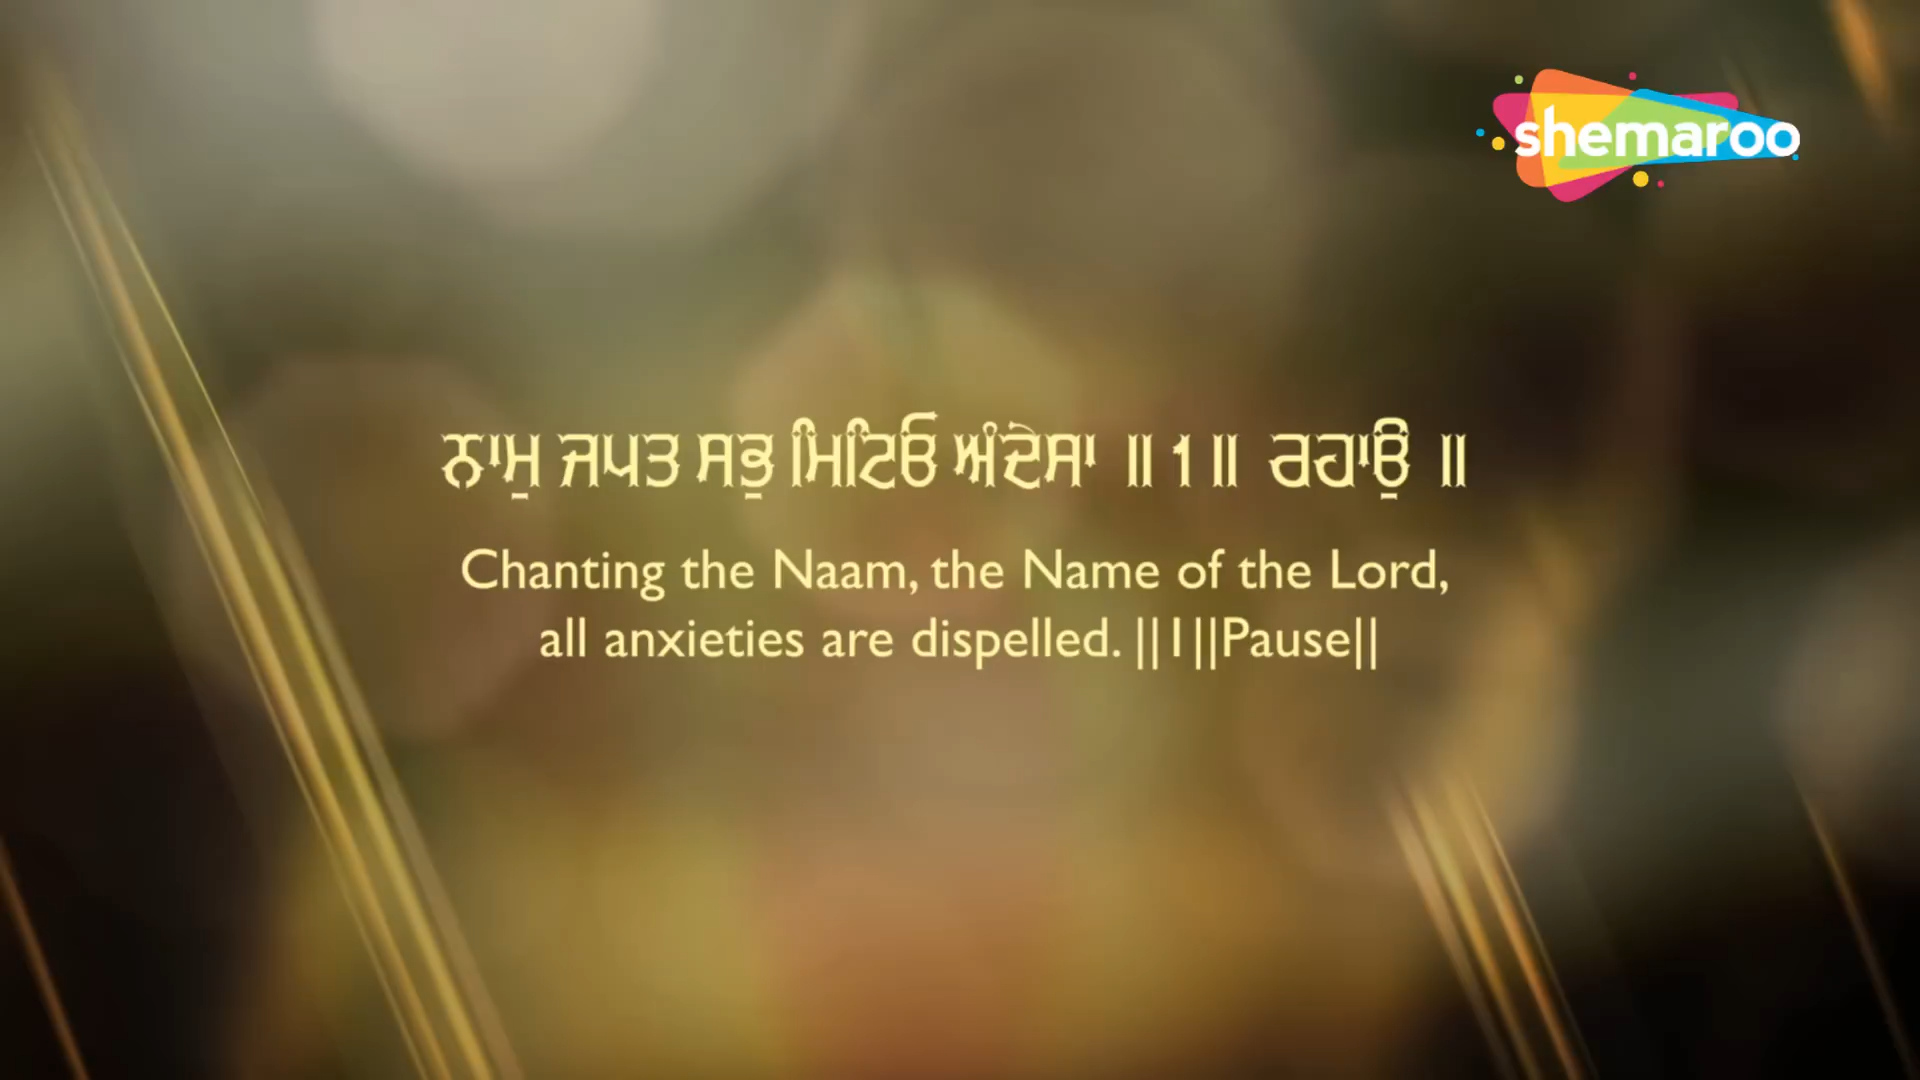 shemaroo
ਨਾਮੁ ਜਪਤ ਸਭੁ ਮਿਟਿਓ ਅੰਦੇਸਾ ॥ 1 ॥ ਰਹਾਉ ॥
Chanting the Naam, the Name of the Lord,
all anxieties are dispelled. ||1||Pause||